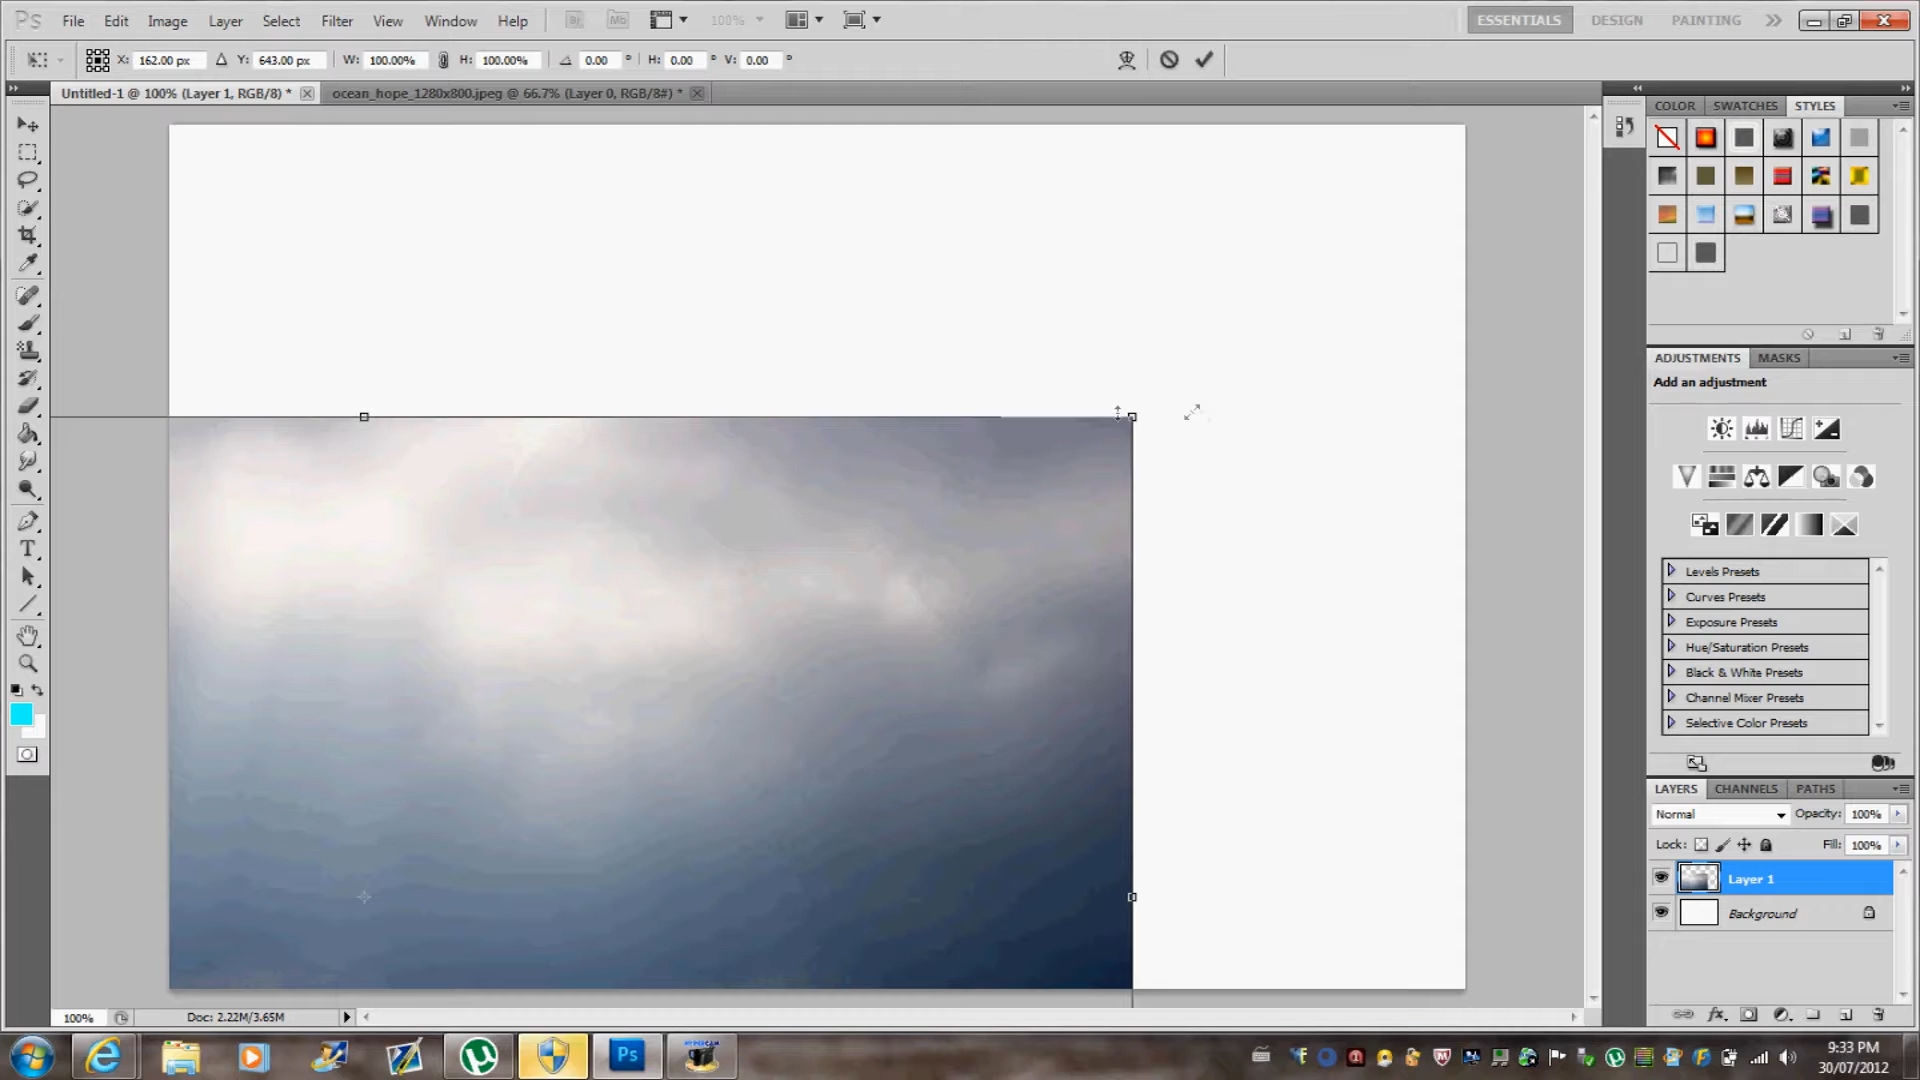 Ps File Edit Image Layer Select Filter View Window Help Br Mb 100% ESSENTIALS DESIGN PAINTING
X: 162.00 px Y: 643.00 px W: 100.00% H: 100.00% 0.00 ° H: 0.00 ° V: 0.00 °
Untitled-1 @ 100% (Layer 1, RGB/8) * ocean_hope_1280x800.jpeg @ 66.7% (Layer 0, RGB/8#) *
COLOR SWATCHES STYLES
ADJUSTMENTS MASKS
Add an adjustment
Levels Presets
Curves Presets
Exposure Presets
Hue/Saturation Presets
Black & White Presets
Channel Mixer Presets
Selective Color Presets
LAYERS CHANNELS PATHS
Normal Opacity: 100%
Lock: Fill: 100%
Layer 1
Background
100% Doc: 2.22M/3.65M
Ps HYPERCAM
9:33 PM
30/07/2012